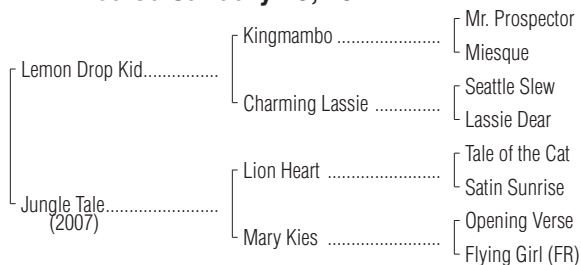 Kingmambo ..................
Mr. Prospector
Miesque
Lemon Drop Kid................
Charming Lassie ..............
Seattle Slew
Lassie Dear
Lion Heart ....................
Tale of the Cat
Satin Sunrise
Jungle Tale........................
(2007)
Mary Kies ......................
Opening Verse
Flying Girl (FR)